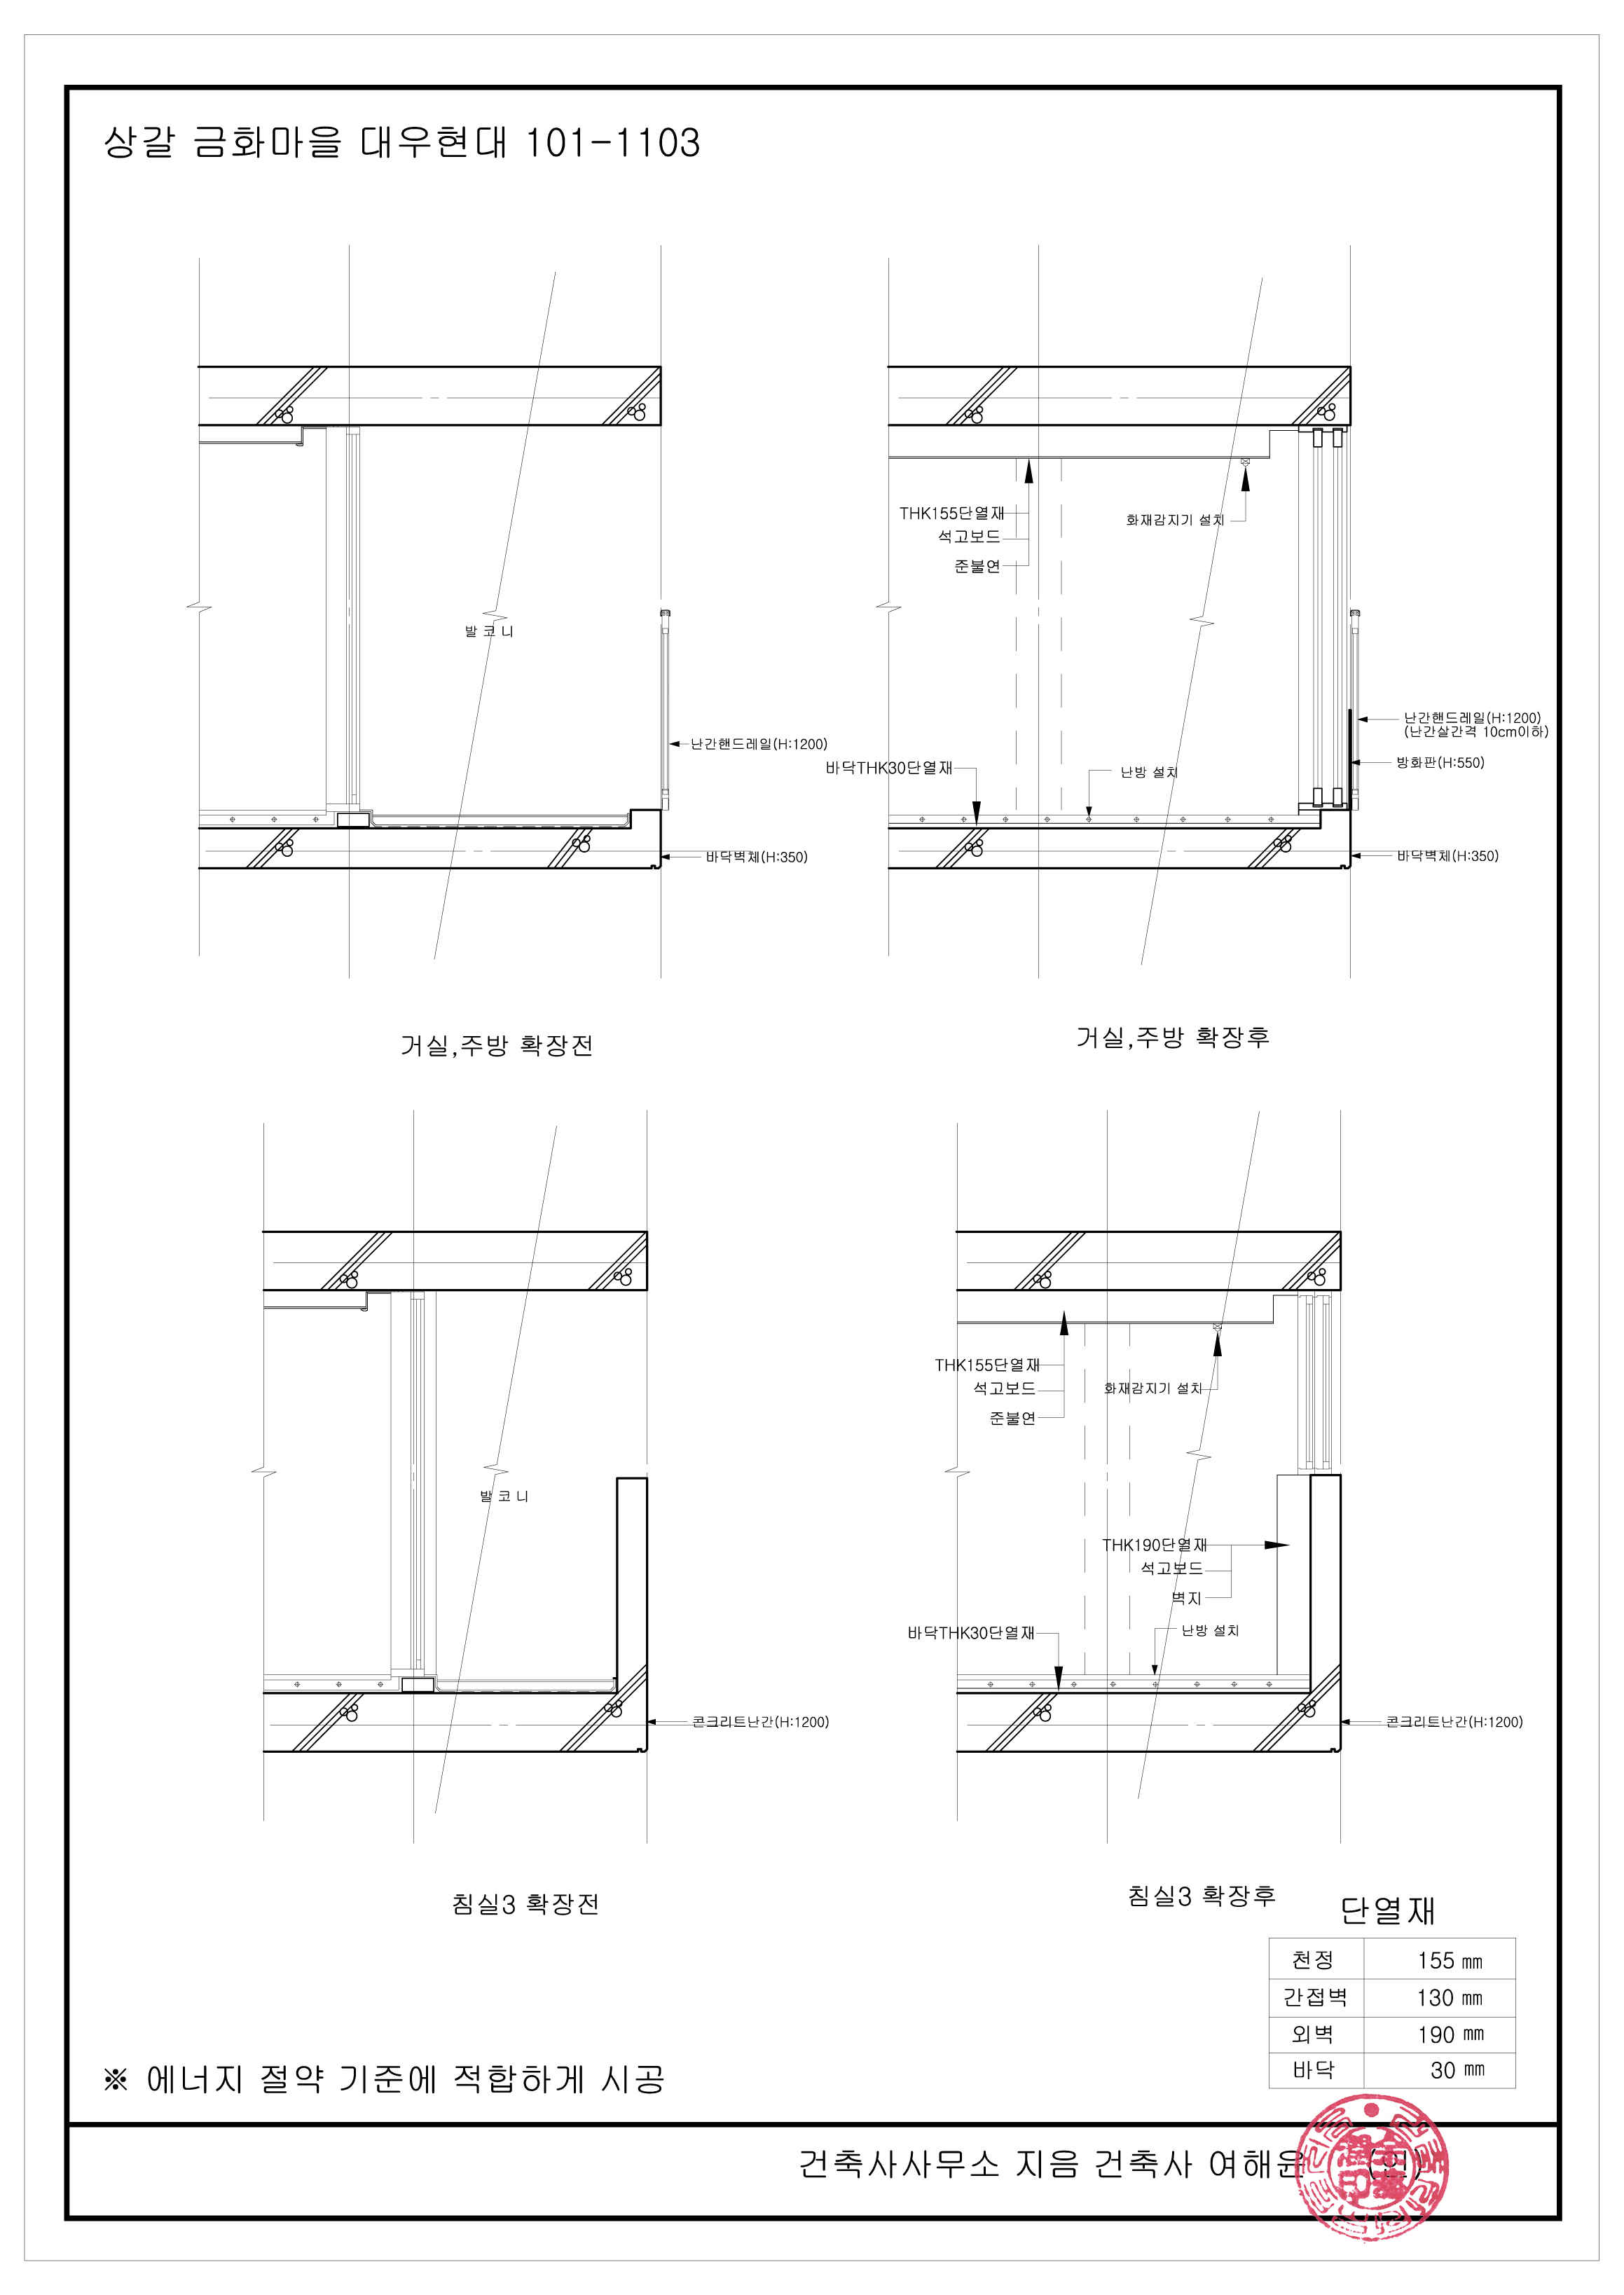 상갈 금화마을 대우현대 101-1103
발 코 니
난간핸드레일(H:1200)
바닥벽체(H:350)
거실,주방 확장전
THK155단열재
석고보드
준불연
화재감지기 설치
바닥THK30단열재
난방 설치
난간핸드레일(H:1200)
(난간살간격 10cm이하)
방화판(H:550)
바닥벽체(H:350)
거실,주방 확장후
발 코 니
콘크리트난간(H:1200)
침실3 확장전
THK155단열재
석고보드
준불연
화재감지기 설치
THK190단열재
석고보드
벽지
바닥THK30단열재
난방 설치
콘크리트난간(H:1200)
침실3 확장후
단열재
천정 155 ㎜
간접벽 130 ㎜
외벽 190 ㎜
바닥 30 ㎜
※ 에너지 절약 기준에 적합하게 시공
건축사사무소 지음 건축사 여해윤 (인)